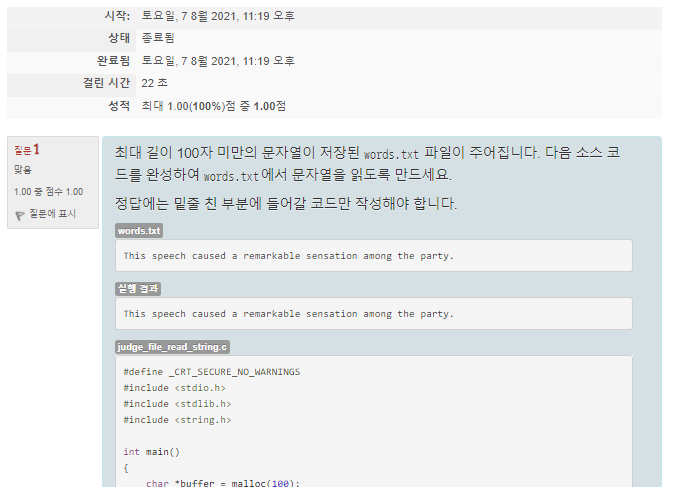 시작: 토요일, 7 8월 2021, 11:19 오후
상태 종료됨
완료됨 토요일, 7 8월 2021, 11:19 오후
걸린 시간 22 초
성적 최대 1.00(100%)점 중 1.00점
질문 1
맞음
1.00 중 점수 1.00
질문에 표시
최대 길이 100자 미만의 문자열이 저장된 words.txt 파일이 주어집니다. 다음 소스 코
드를 완성하여 words.txt에서 문자열을 읽도록 만드세요.
정답에는 밑줄 친 부분에 들어갈 코드만 작성해야 합니다.
words.txt
This speech caused a remarkable sensation among the party.
실행 결과
This speech caused a remarkable sensation among the party.
judge_file_read_string.c
#define _CRT_SECURE_NO_WARNINGS
#include <stdio.h>
#include <stdlib.h>
#include <string.h>
int main()
{
char *buffer = malloc(100);